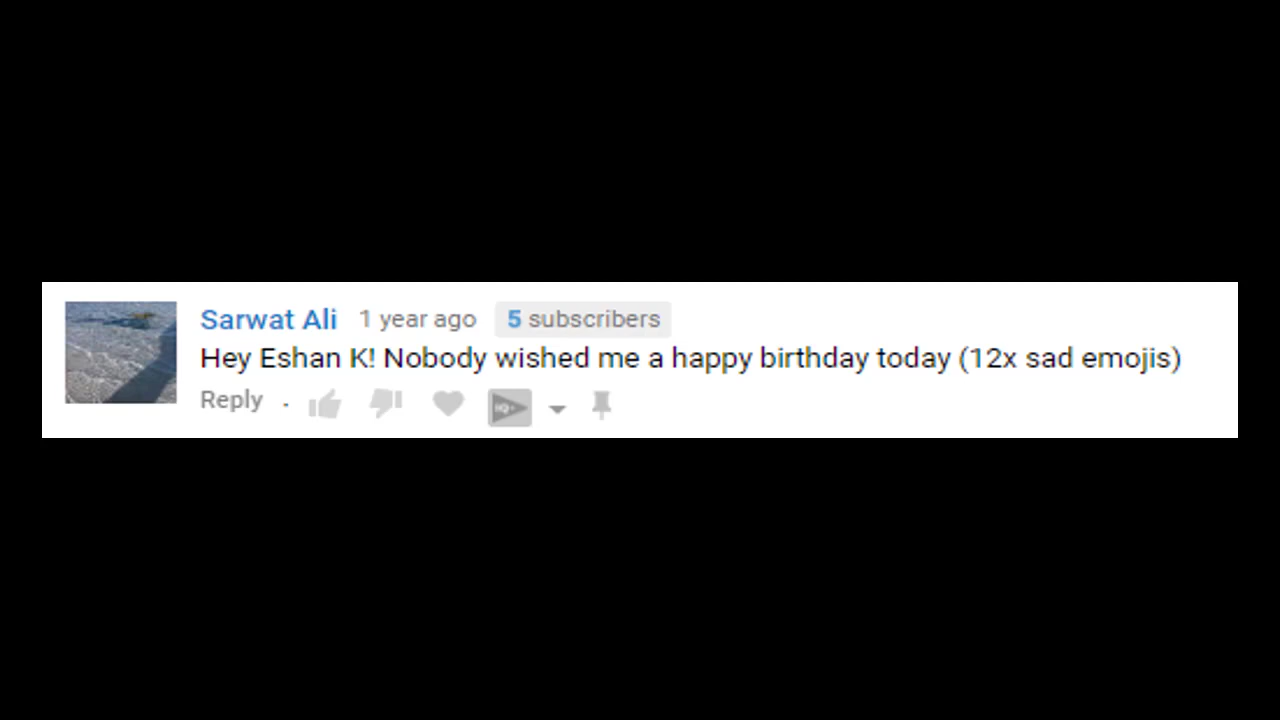 Sarwat Ali 1 year ago 5 subscribers
Hey Eshan K! Nobody wished me a happy birthday today (12x sad emojis)
Reply . HQ+